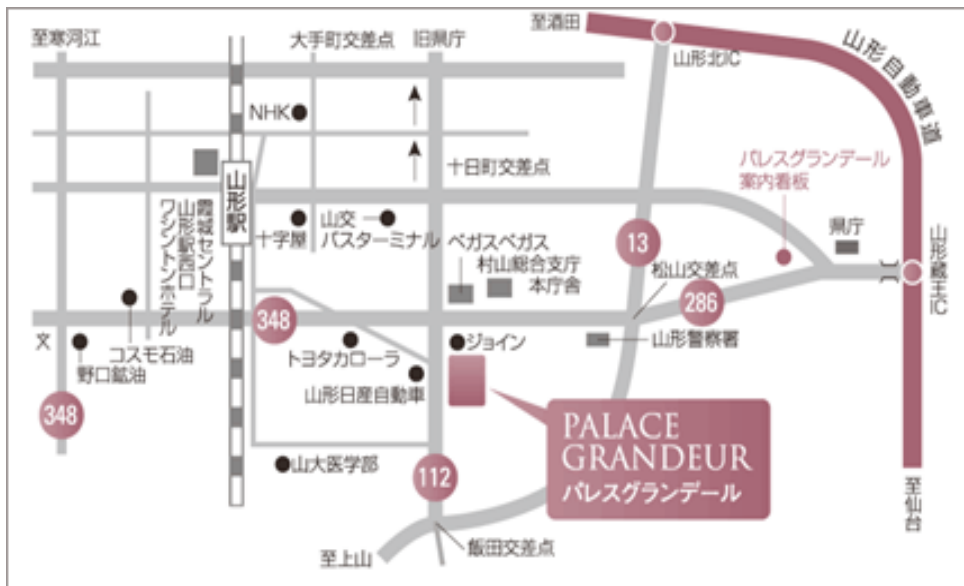 至寒河江
大手町交差点
旧県庁
至酒田
山形北IC
山形自動車道
NHK
十日町交差点
パレスグランデール
案内看板
県庁
山形駅
霞城セントラル
山形駅西口
ワシントンホテル
十字屋
山交
バスターミナル
ベガスベガス
村山総合支庁
本庁舎
13
松山交差点
286
山形蔵王IC
348
コスモ石油
文
野口鉱油
トヨタカローラ
ジョイン
山形警察署
山形日産自動車
348
山大医学部
112
PALACE
GRANDEUR
パレスグランデール
至仙台
至上山
飯田交差点